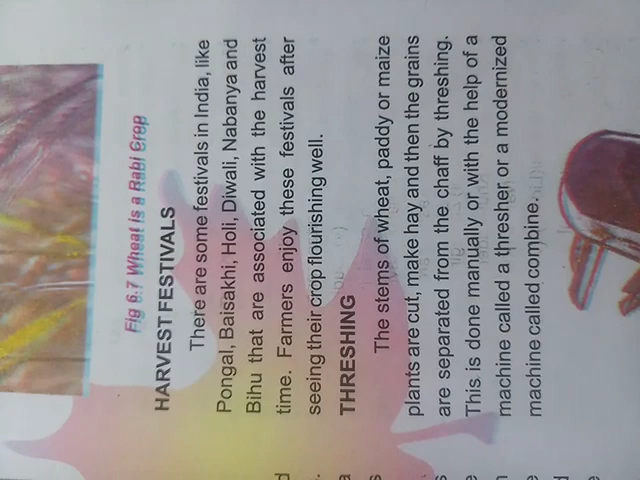 Fig 6.7 Wheat is a Rabi Crop
HARVEST FESTIVALS
There are some festivals in India, like
Pongal, Baisakhi, Holi, Diwali, Nabanya and
Bihu that are associated with the harvest
time. Farmers enjoy these festivals after
seeing their crop flourishing well.
THRESHING
The stems of wheat, paddy or maize
plants are cut, make hay and then the grains
are separated from the chaff by threshing.
This is done manually or with the help of a
machine called a thresher or a modernized
machine called combine.